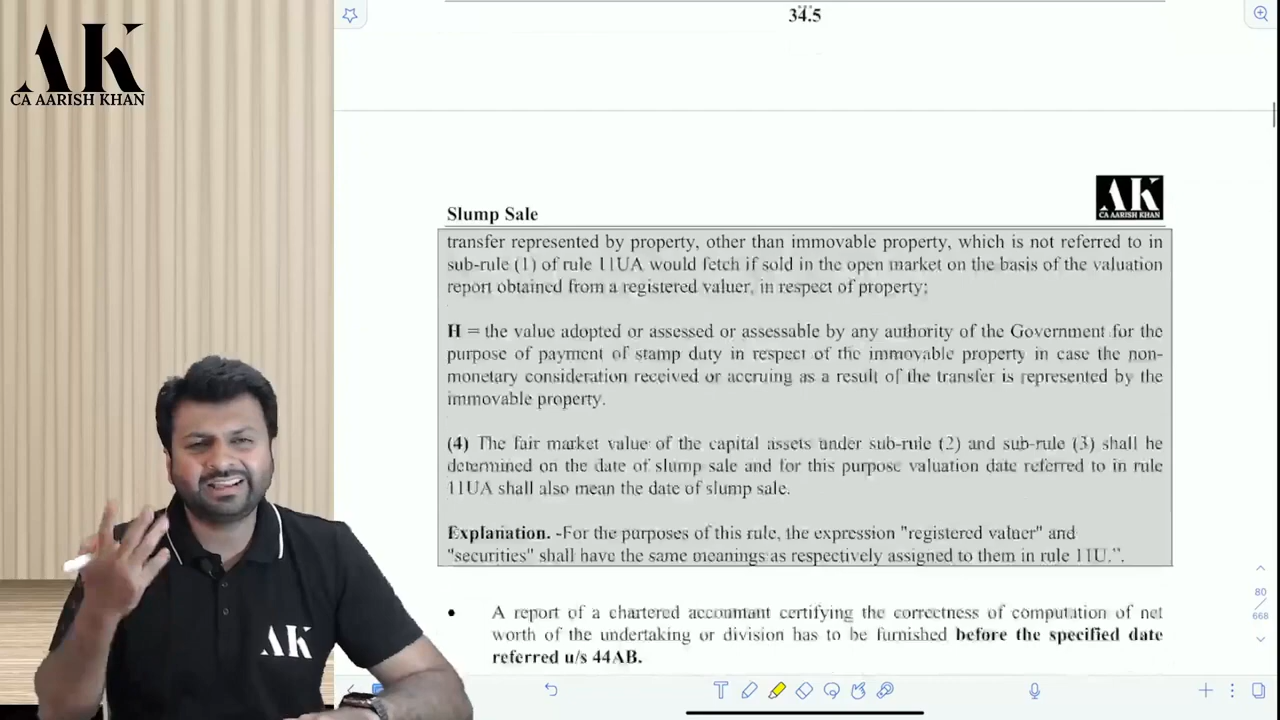 AK
CA AARISH KHAN
34.5
AK
CA AARISH KHAN
Slump Sale
transfer represented by property, other than immovable property, which is not referred to in
sub-rule (1) of rule 11UA would fetch if sold in the open market on the basis of the valuation
report obtained from a registered valuer, in respect of property;
H = the value adopted or assessed or assessable by any authority of the Government for the
purpose of payment of stamp duty in respect of the immovable property in case the non-
monetary consideration received or accruing as a result of the transfer is represented by the
immovable property.
(4) The fair market value of the capital assets under sub-rule (2) and sub-rule (3) shall be
determined on the date of slump sale and for this purpose valuation date referred to in rule
11UA shall also mean the date of slump sale.
Explanation. -For the purposes of this rule, the expression "registered valuer" and
"securities" shall have the same meanings as respectively assigned to them in rule 11U.".
• A report of a chartered accountant certifying the correctness of computation of net
worth of the undertaking or division has to be furnished before the specified date
referred u/s 44AB.
80
668
AK